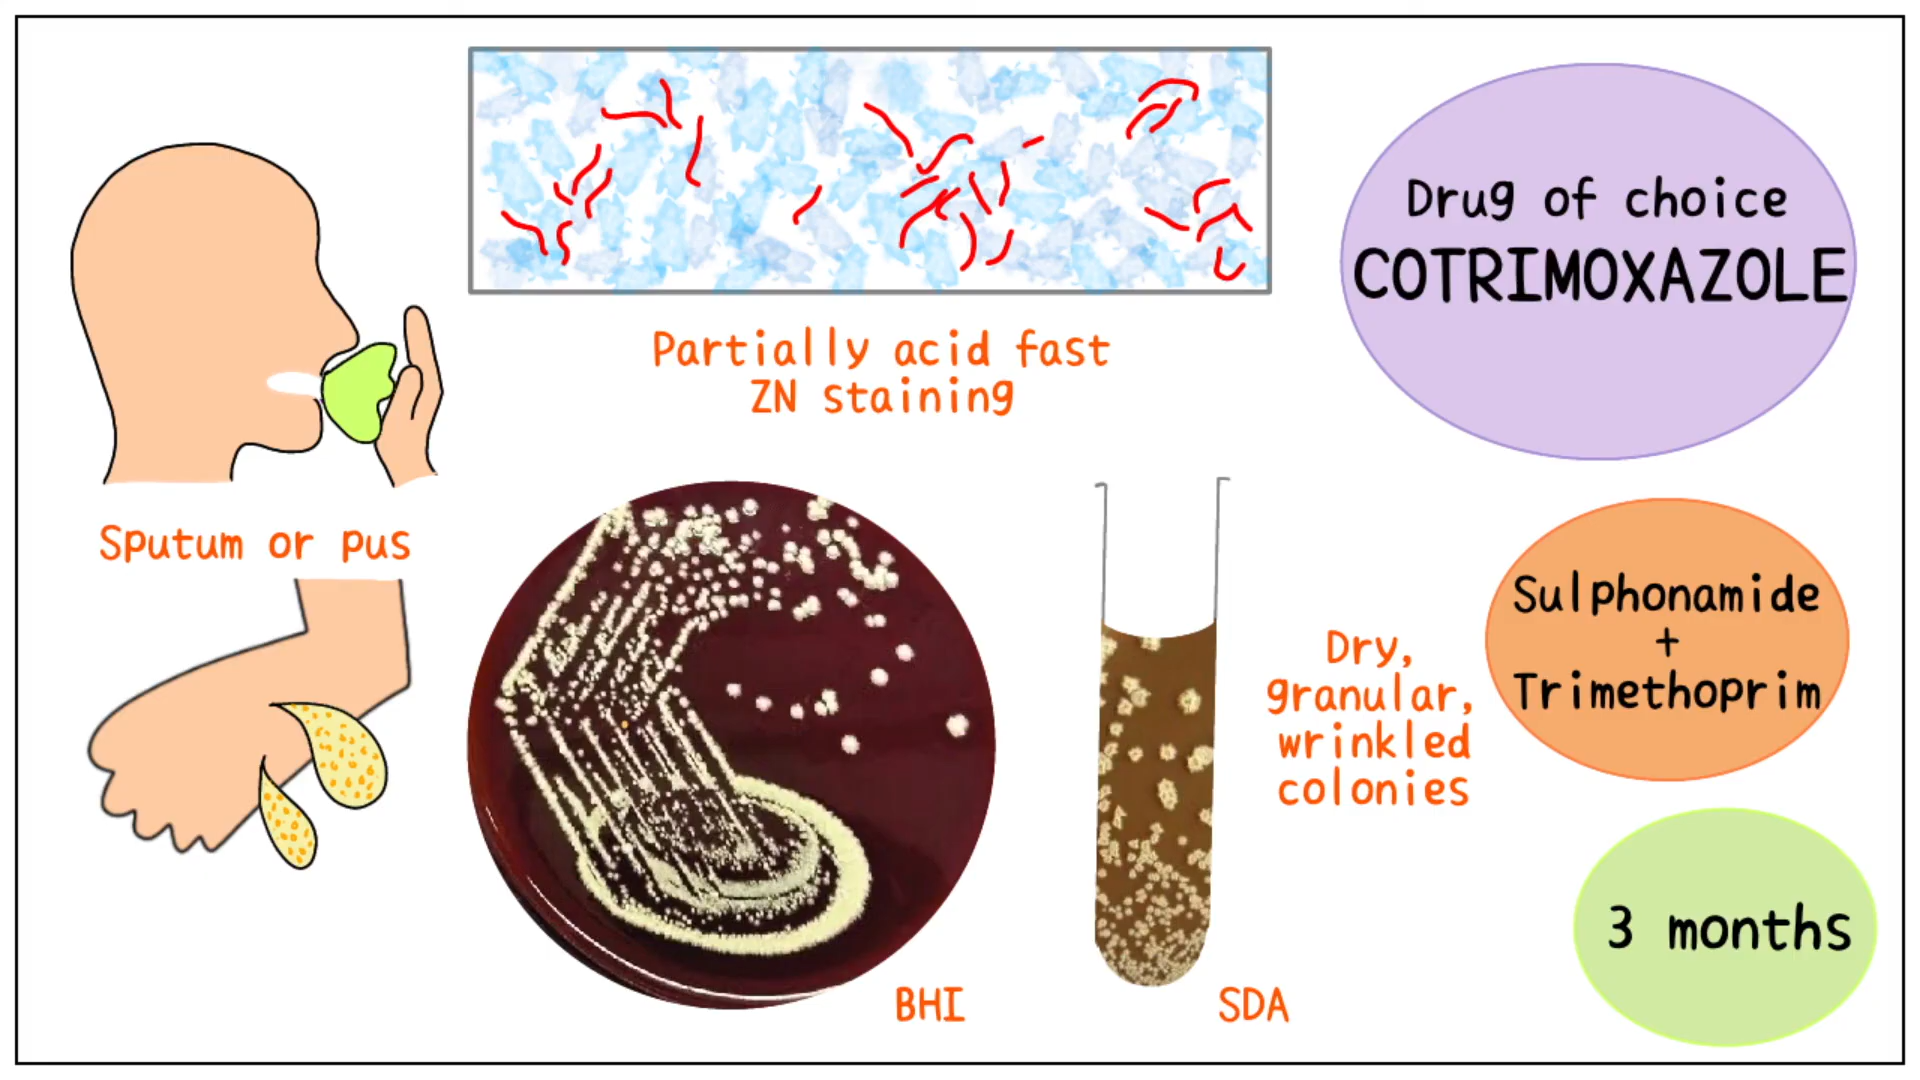 Sputum or pus
Partially acid fast
ZN staining
BHI
SDA
Dry,
granular,
wrinkled
colonies
Drug of choice
COTRIMOXAZOLE
Sulphonamide
+
Trimethoprim
3 months